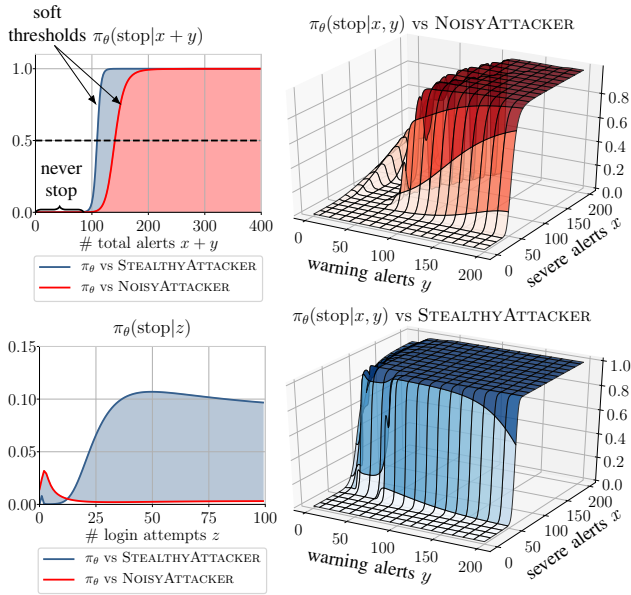 soft
thresholds
πθ(stop|x + y)
1.0
0.5
0.0
never
stop
0
100
200
300
400
# total alerts x + y
πθ vs STEALTHYATTACKER
πθ vs NOISYATTACKER
πθ(stop|x, y) vs NOISYATTACKER
0.8
0.6
0.4
0.2
0.0
0
50
100
150
200
warning alerts y
0
50
100
150
200
severe alerts x
πθ(stop|z)
0.15
0.10
0.05
0.00
0
25
50
75
100
# login attempts z
πθ vs STEALTHYATTACKER
πθ vs NOISYATTACKER
πθ(stop|x, y) vs STEALTHYATTACKER
1.0
0.8
0.6
0.4
0.2
0.0
0
50
100
150
200
warning alerts y
0
50
100
150
200
severe alerts x